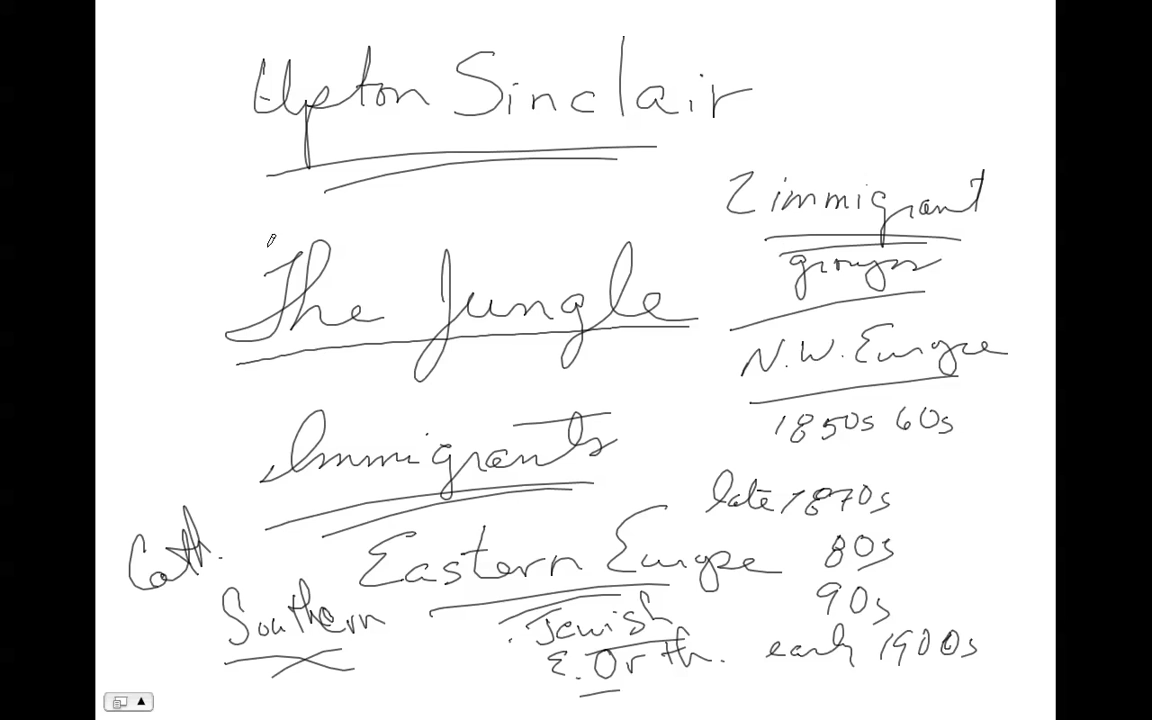 Upton Sinclair
The Jungle
2 immigrant
groups
N.W. Europe
1850s 60s
Immigrants
late 1870s
80s
90s
early 1900s
Eastern Europe
Cath.
Southern
Jewish
E. Orth.